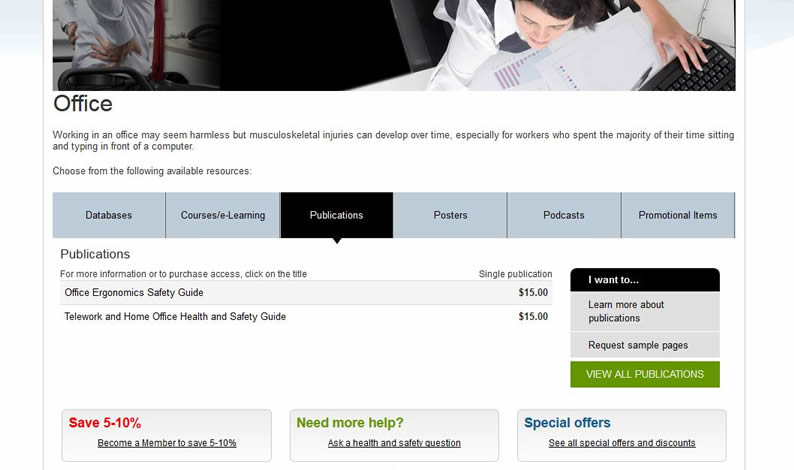 Office
Working in an office may seem harmless but musculoskeletal injuries can develop over time, especially for workers who spent the majority of their time sitting
and typing in front of a computer.
Choose from the following available resources:
Databases
Courses/e-Learning
Publications
Posters
Podcasts
Promotional Items
Publications
For more information or to purchase access, click on the title
Single publication
Office Ergonomics Safety Guide
$15.00
Telework and Home Office Health and Safety Guide
$15.00
I want to...
Learn more about
publications
Request sample pages
VIEW ALL PUBLICATIONS
Save 5-10%
Become a Member to save 5-10%
Need more help?
Ask a health and safety question
Special offers
See all special offers and discounts